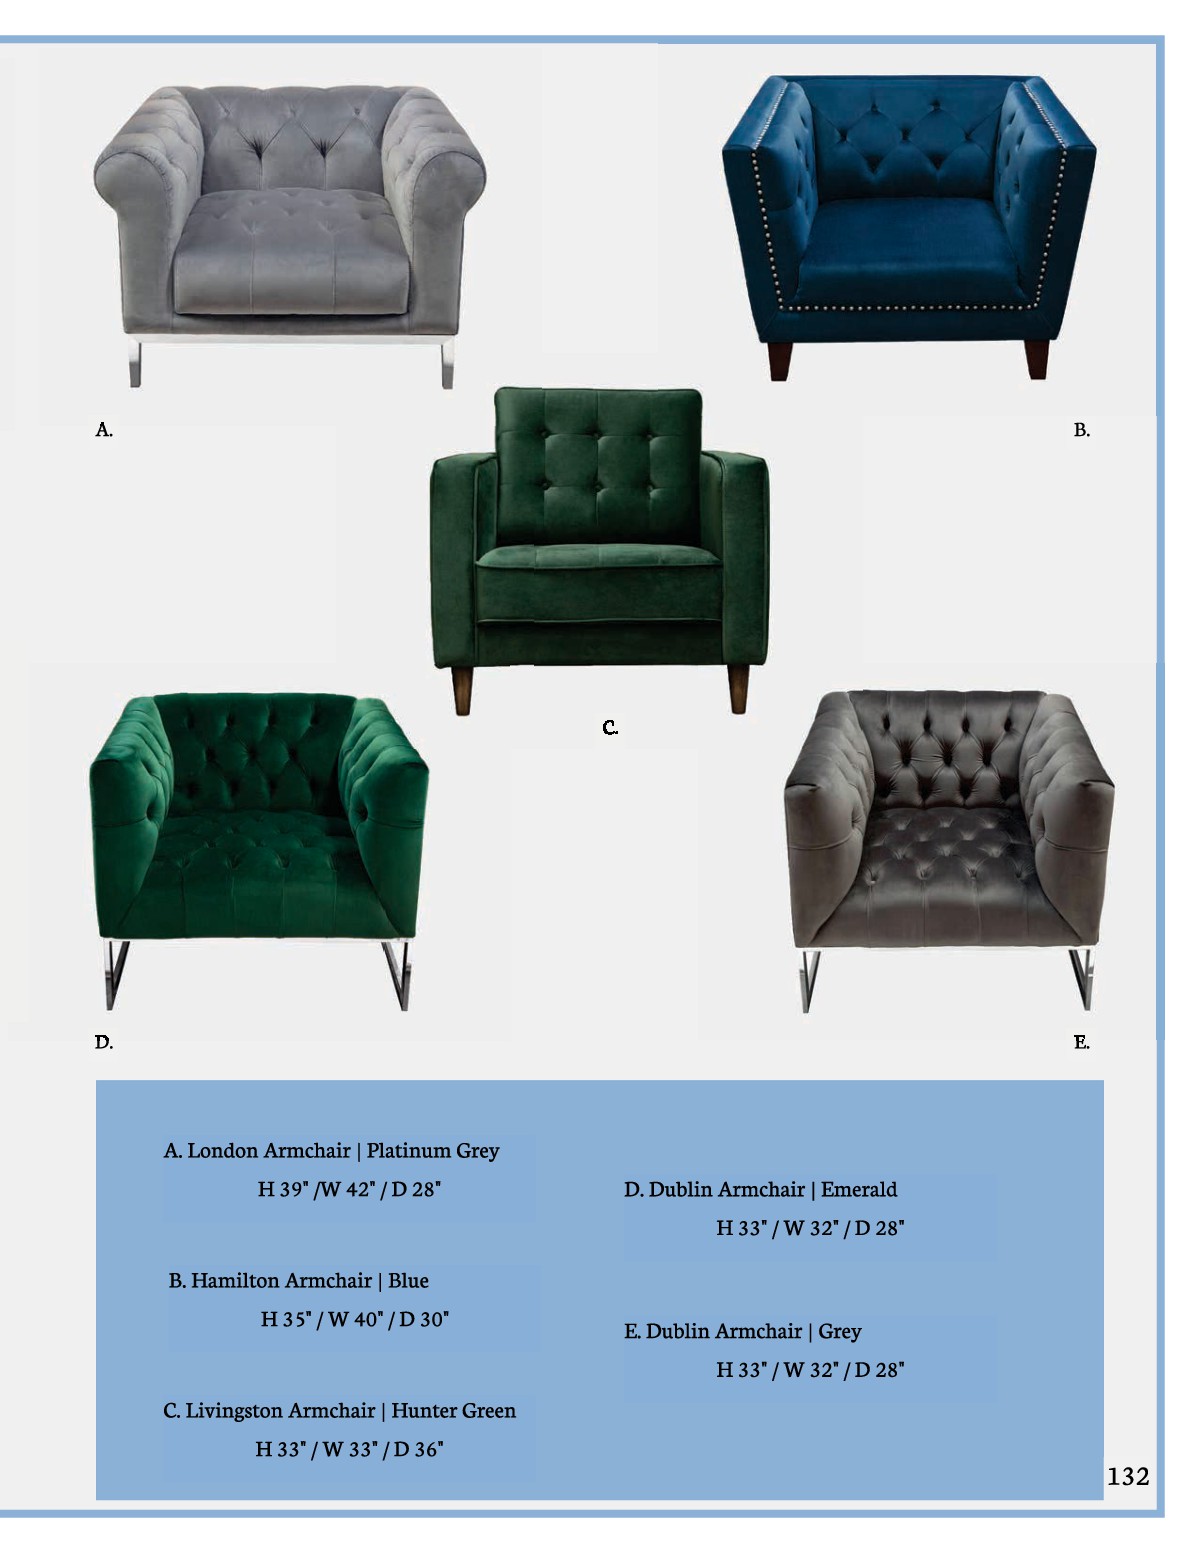 A.
B.
C.
D.
E.
A. London Armchair | Platinum Grey
H 39" /W 42" / D 28"
B. Hamilton Armchair | Blue
H 35" / W 40" / D 30"
C. Livingston Armchair | Hunter Green
H 33" / W 33" / D 36"
D. Dublin Armchair | Emerald
H 33" / W 32" / D 28"
E. Dublin Armchair | Grey
H 33" / W 32" / D 28"
132